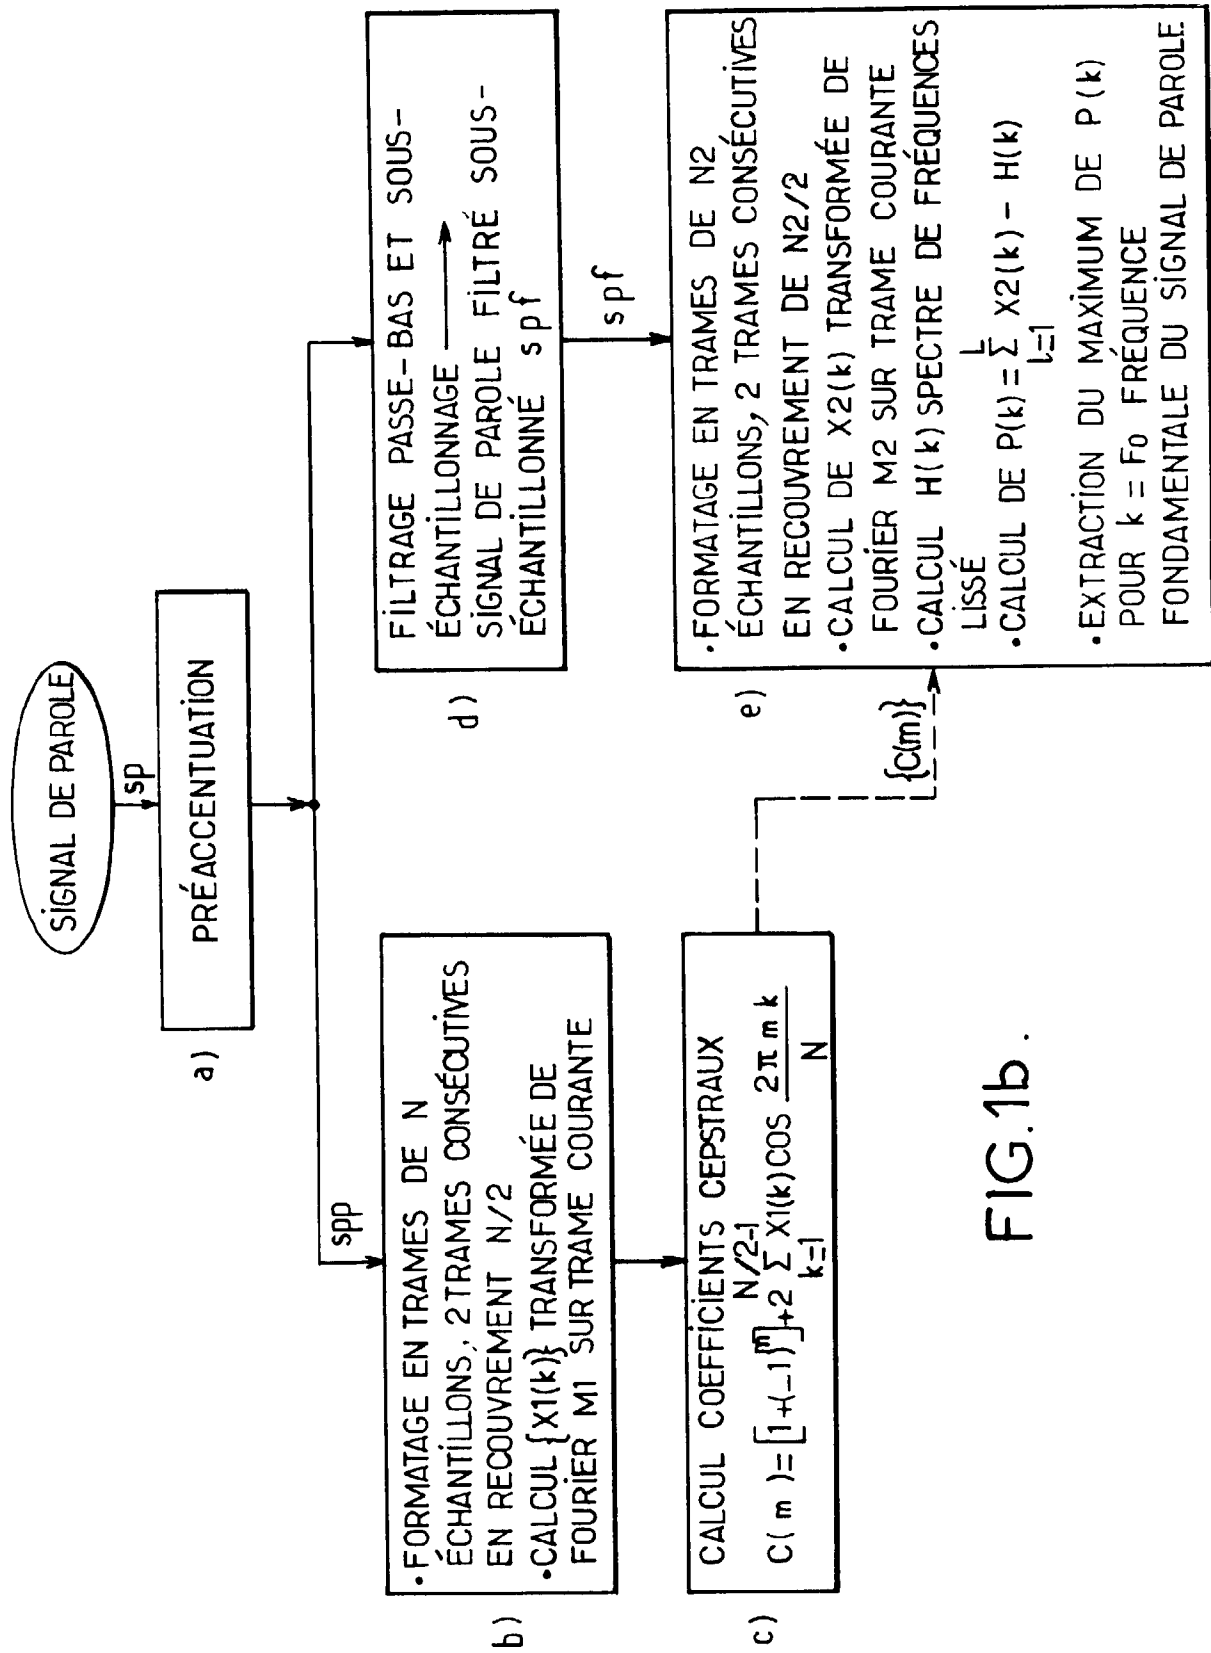 SIGNAL DE PAROLE
sp
PRÉACCENTUATION
a)
spp
• FORMATAGE EN TRAMES DE N
ÉCHANTILLONS, 2 TRAMES CONSÉCUTIVES
EN RECOUVREMENT N/2
• CALCUL {X1(k)} TRANSFORMÉE DE
FOURIER M1 SUR TRAME COURANTE
b)
CALCUL COEFFICIENTS CEPSTRAUX
C(m) = [1+(-1)^m] + 2 Σ_{k=1}^{N/2-1} X1(k) COS 2π m k / N
c)
FILTRAGE PASSE-BAS ET SOUS-
ÉCHANTILLONNAGE →
SIGNAL DE PAROLE FILTRÉ SOUS-
ÉCHANTILLONNÉ spf
d)
spf
{C(m)}
• FORMATAGE EN TRAMES DE N2
ÉCHANTILLONS, 2 TRAMES CONSÉCUTIVES
EN RECOUVREMENT DE N2/2
• CALCUL DE X2(k) TRANSFORMÉE DE
FOURIER M2 SUR TRAME COURANTE
• CALCUL H(k) SPECTRE DE FRÉQUENCES
LISSÉ
• CALCUL DE P(k) = Σ_{l=1}^{L} X2(k) - H(k)
• EXTRACTION DU MAXIMUM DE P(k)
POUR k = F0 FRÉQUENCE
FONDAMENTALE DU SIGNAL DE PAROLE.
e)
FIG.1b.